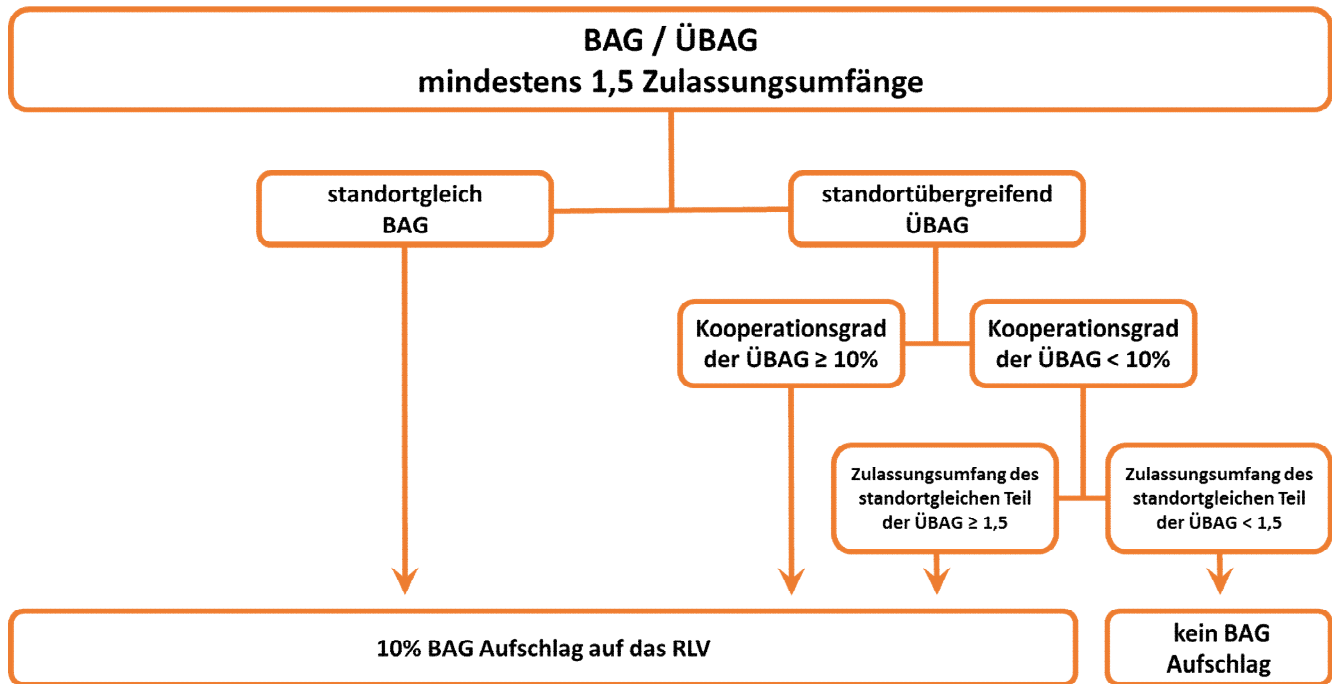 BAG / ÜBAG
mindestens 1,5 Zulassungsumfänge
standortgleich
BAG
standortübergreifend
ÜBAG
Kooperationsgrad
der ÜBAG ≥ 10%
Kooperationsgrad
der ÜBAG < 10%
Zulassungsumfang des
standortgleichen Teil
der ÜBAG ≥ 1,5
Zulassungsumfang des
standortgleichen Teil
der ÜBAG < 1,5
10% BAG Aufschlag auf das RLV
kein BAG
Aufschlag